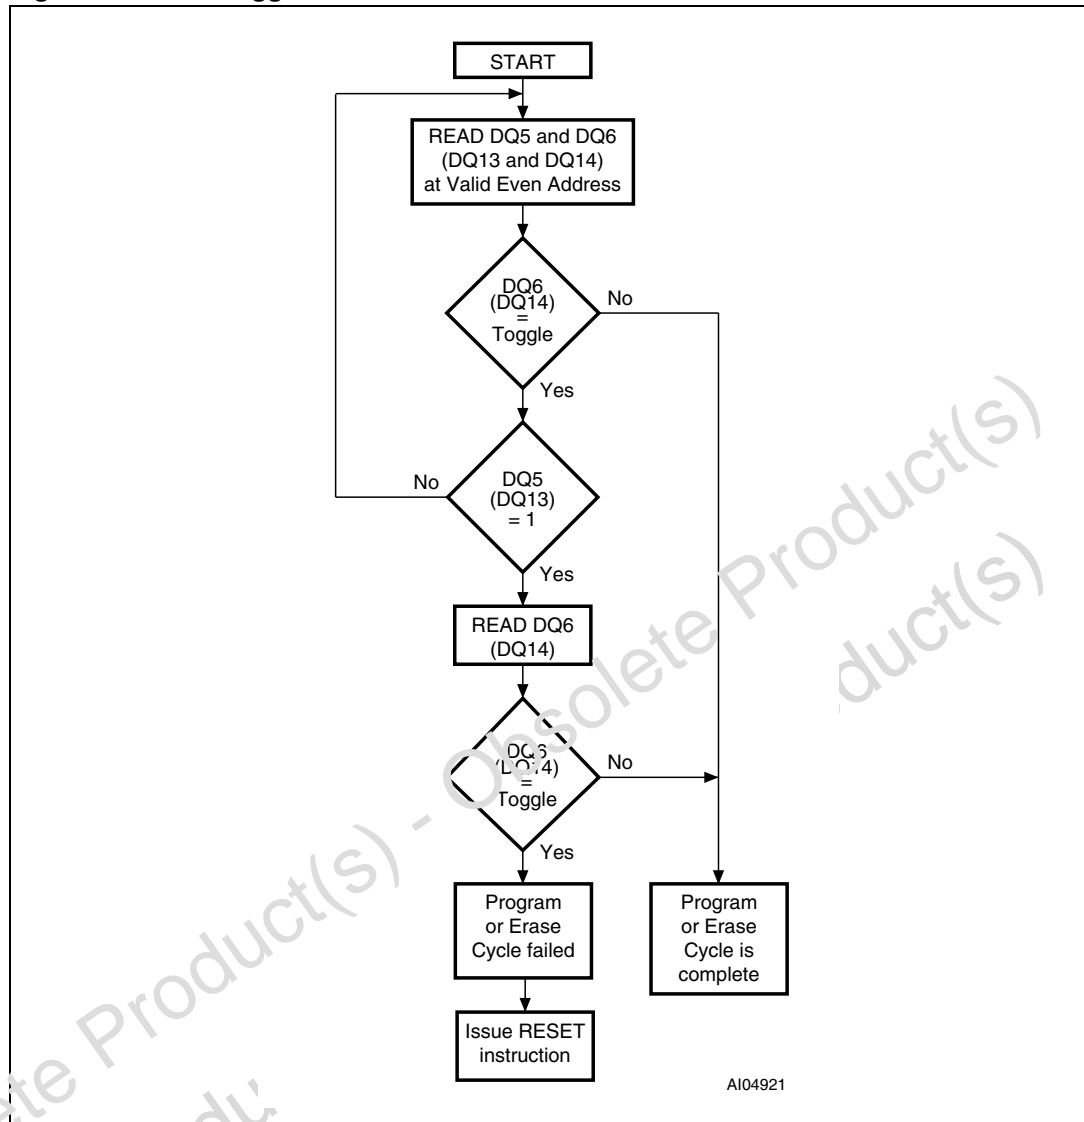 START
READ DQ5 and DQ6
(DQ13 and DQ14)
at Valid Even Address
DQ6
(DQ14)
=
Toggle
No
Yes
DQ5
(DQ13)
= 1
No
Yes
READ DQ6
(DQ14)
DQ6
(DQ14)
=
Toggle
No
Yes
Program
or Erase
Cycle failed
Program
or Erase
Cycle is
complete
Issue RESET
instruction
AI04921
Product(s) - Obsolete Product(s)